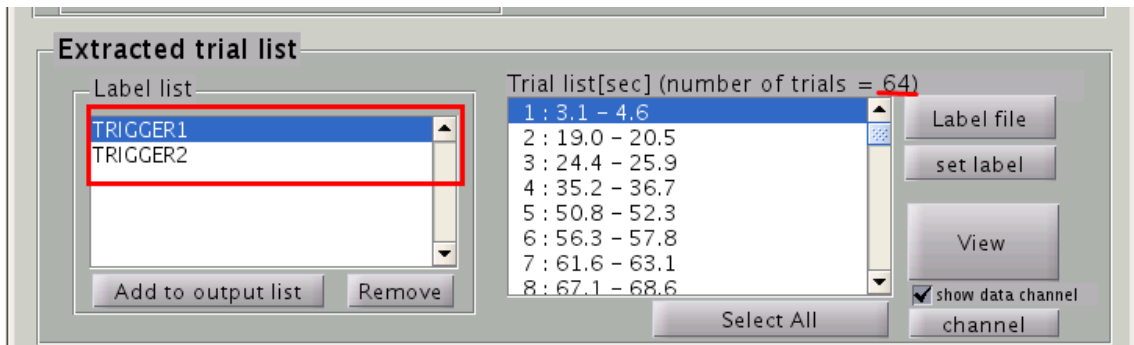 Extracted trial list
Label list
TRIGGER1
TRIGGER2
Add to output list
Remove
Trial list[sec] (number of trials = 64)
1 : 3.1 – 4.6
2 : 19.0 – 20.5
3 : 24.4 – 25.9
4 : 35.2 – 36.7
5 : 50.8 – 52.3
6 : 56.3 – 57.8
7 : 61.6 – 63.1
8 : 67.1 – 68.6
Select All
Label file
set label
View
show data channel
channel